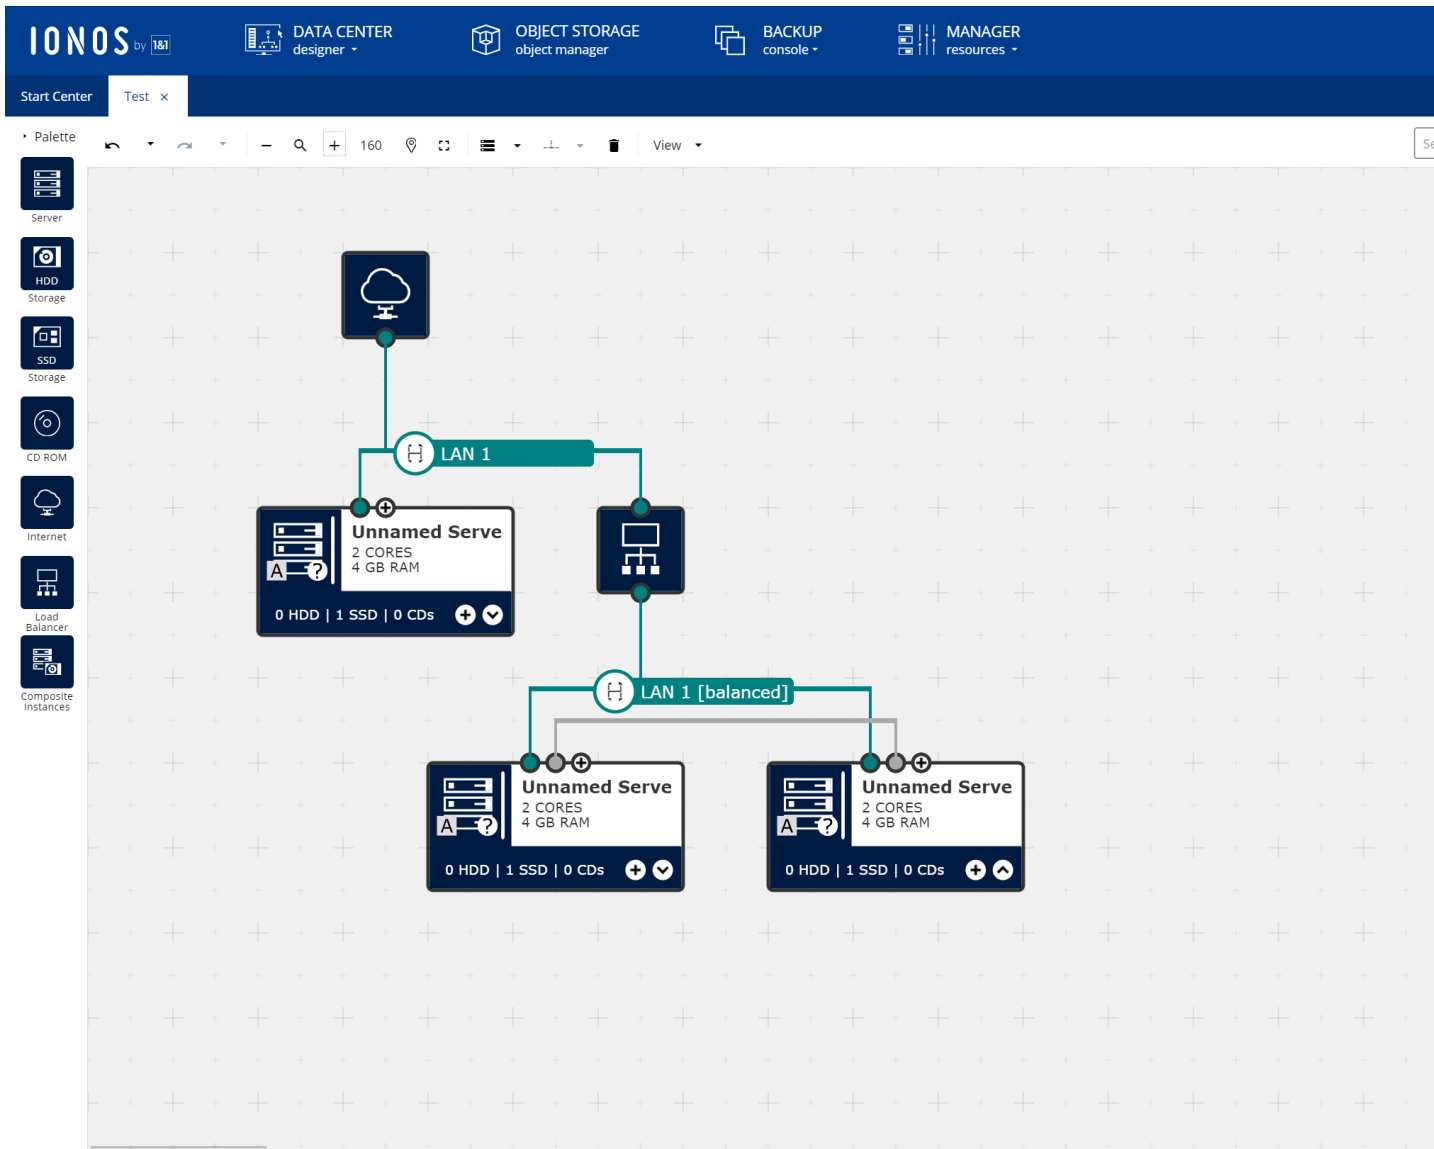 IONOS by 1&1
DATA CENTER
designer
OBJECT STORAGE
object manager
BACKUP
console
MANAGER
resources
Start Center
Test ×
Palette
160
View
Se
Server
HDD
Storage
SSD
Storage
CD ROM
Internet
Load
Balancer
Composite
Instances
LAN 1
Unnamed Serve
2 CORES
4 GB RAM
A ?
0 HDD | 1 SSD | 0 CDs
LAN 1 [balanced]
Unnamed Serve
2 CORES
4 GB RAM
A ?
0 HDD | 1 SSD | 0 CDs
Unnamed Serve
2 CORES
4 GB RAM
A ?
0 HDD | 1 SSD | 0 CDs